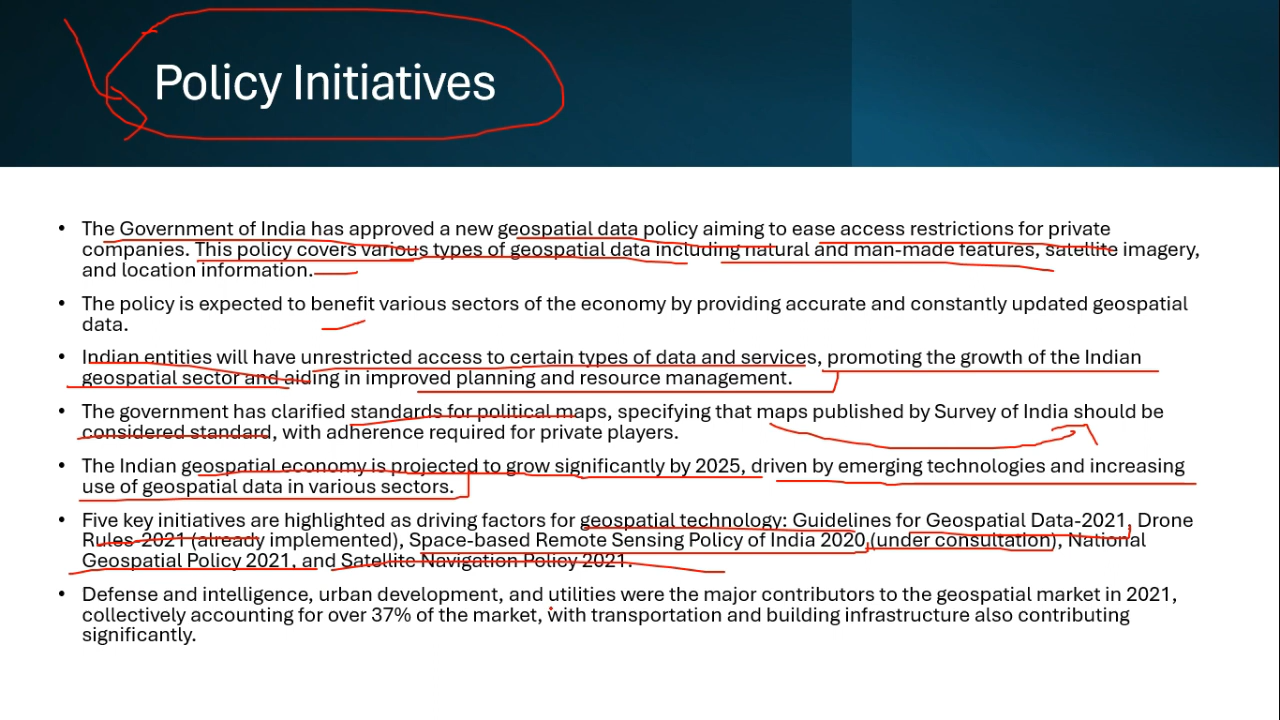 Policy Initiatives
• The Government of India has approved a new geospatial data policy aiming to ease access restrictions for private
companies. This policy covers various types of geospatial data including natural and man-made features, satellite imagery,
and location information.
• The policy is expected to benefit various sectors of the economy by providing accurate and constantly updated geospatial
data.
• Indian entities will have unrestricted access to certain types of data and services, promoting the growth of the Indian
geospatial sector and aiding in improved planning and resource management.
• The government has clarified standards for political maps, specifying that maps published by Survey of India should be
considered standard, with adherence required for private players.
• The Indian geospatial economy is projected to grow significantly by 2025, driven by emerging technologies and increasing
use of geospatial data in various sectors.
• Five key initiatives are highlighted as driving factors for geospatial technology: Guidelines for Geospatial Data-2021, Drone
Rules-2021 (already implemented), Space-based Remote Sensing Policy of India 2020 (under consultation), National
Geospatial Policy 2021, and Satellite Navigation Policy 2021.
• Defense and intelligence, urban development, and utilities were the major contributors to the geospatial market in 2021,
collectively accounting for over 37% of the market, with transportation and building infrastructure also contributing
significantly.